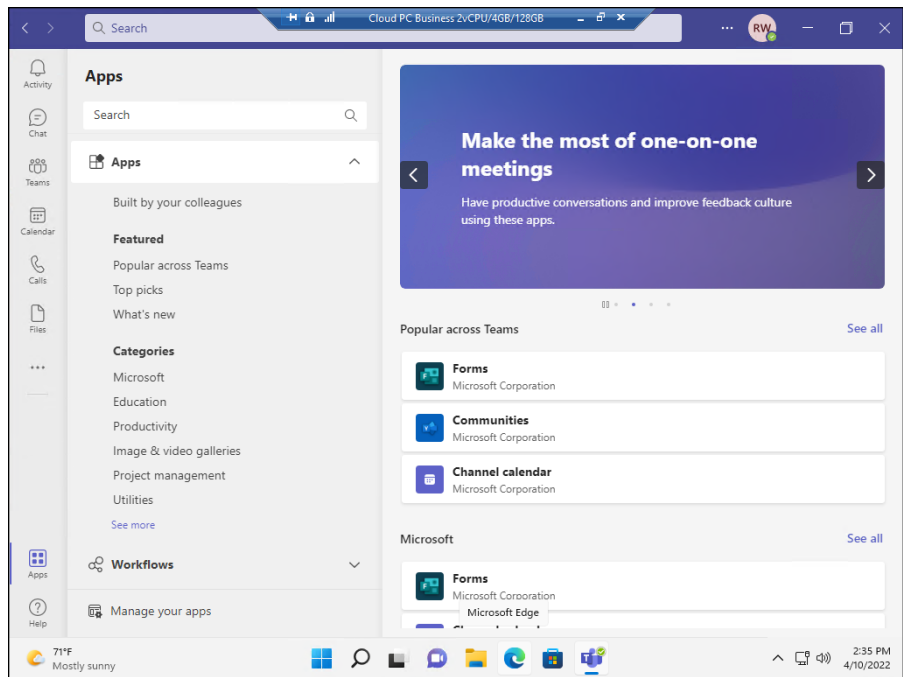 Search
Cloud PC Business 2vCPU/4GB/128GB
RW
Activity
Chat
Teams
Calendar
Calls
Files
Apps
Help
Apps
Search
Apps
Built by your colleagues
Featured
Popular across Teams
Top picks
What's new
Categories
Microsoft
Education
Productivity
Image & video galleries
Project management
Utilities
See more
Workflows
Manage your apps
Make the most of one-on-one
meetings
Have productive conversations and improve feedback culture
using these apps.
Popular across Teams
See all
Forms
Microsoft Corporation
Communities
Microsoft Corporation
Channel calendar
Microsoft Corporation
Microsoft
See all
Forms
Microsoft Corporation
Microsoft Edge
71°F
Mostly sunny
2:35 PM
4/10/2022